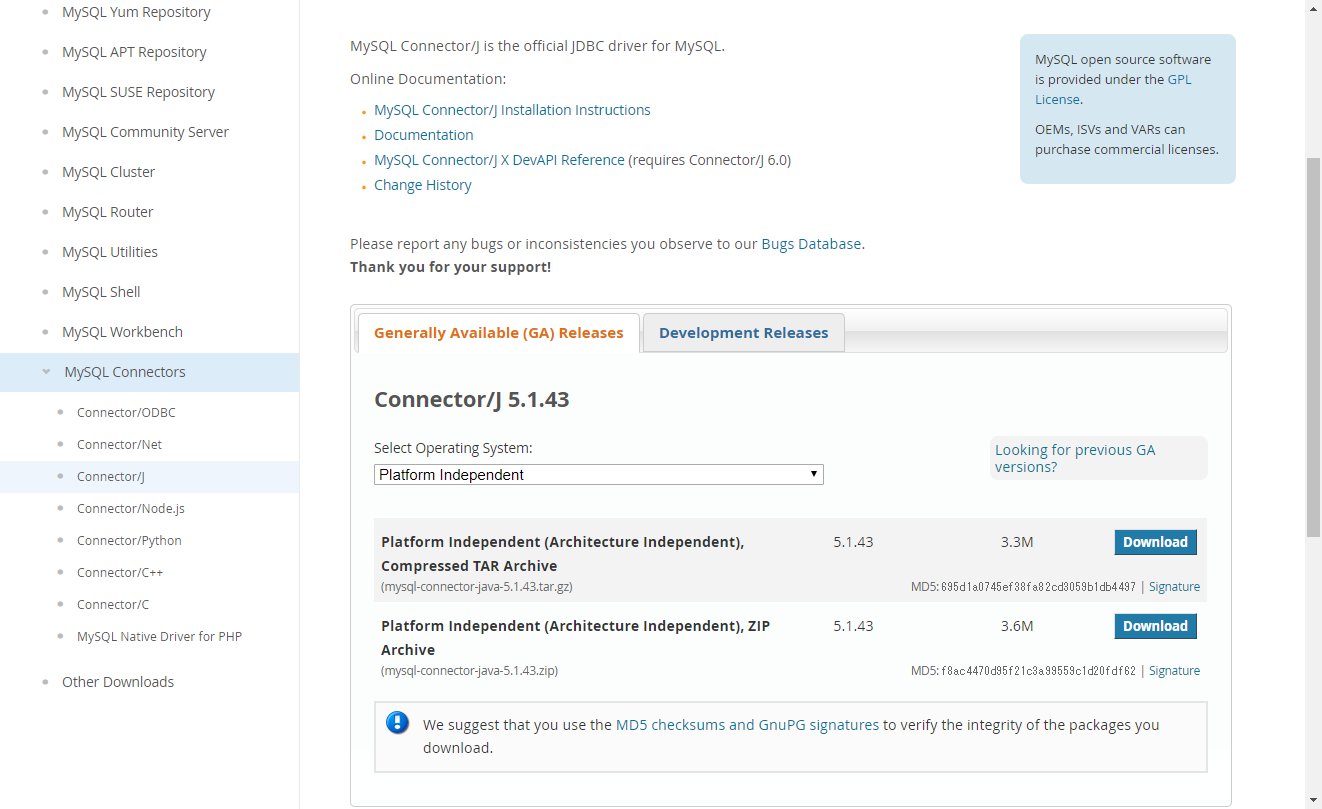 MySQL Yum Repository
MySQL APT Repository
MySQL SUSE Repository
MySQL Community Server
MySQL Cluster
MySQL Router
MySQL Utilities
MySQL Shell
MySQL Workbench
MySQL Connectors
Connector/ODBC
Connector/Net
Connector/J
Connector/Node.js
Connector/Python
Connector/C++
Connector/C
MySQL Native Driver for PHP
Other Downloads
MySQL Connector/J is the official JDBC driver for MySQL.
Online Documentation:
MySQL Connector/J Installation Instructions
Documentation
MySQL Connector/J X DevAPI Reference (requires Connector/J 6.0)
Change History
MySQL open source software
is provided under the GPL
License.
OEMs, ISVs and VARs can
purchase commercial licenses.
Please report any bugs or inconsistencies you observe to our Bugs Database.
Thank you for your support!
Generally Available (GA) Releases
Development Releases
Connector/J 5.1.43
Select Operating System:
Platform Independent
Looking for previous GA
versions?
Platform Independent (Architecture Independent),
Compressed TAR Archive
5.1.43
3.3M
Download
(mysql-connector-java-5.1.43.tar.gz)
MD5: 695d1a0745ef38fa82cd3059b1db4497 | Signature
Platform Independent (Architecture Independent), ZIP
Archive
5.1.43
3.6M
Download
(mysql-connector-java-5.1.43.zip)
MD5: f8ac4470d95f21c3a99559c1d20fdf62 | Signature
We suggest that you use the MD5 checksums and GnuPG signatures to verify the integrity of the packages you
download.